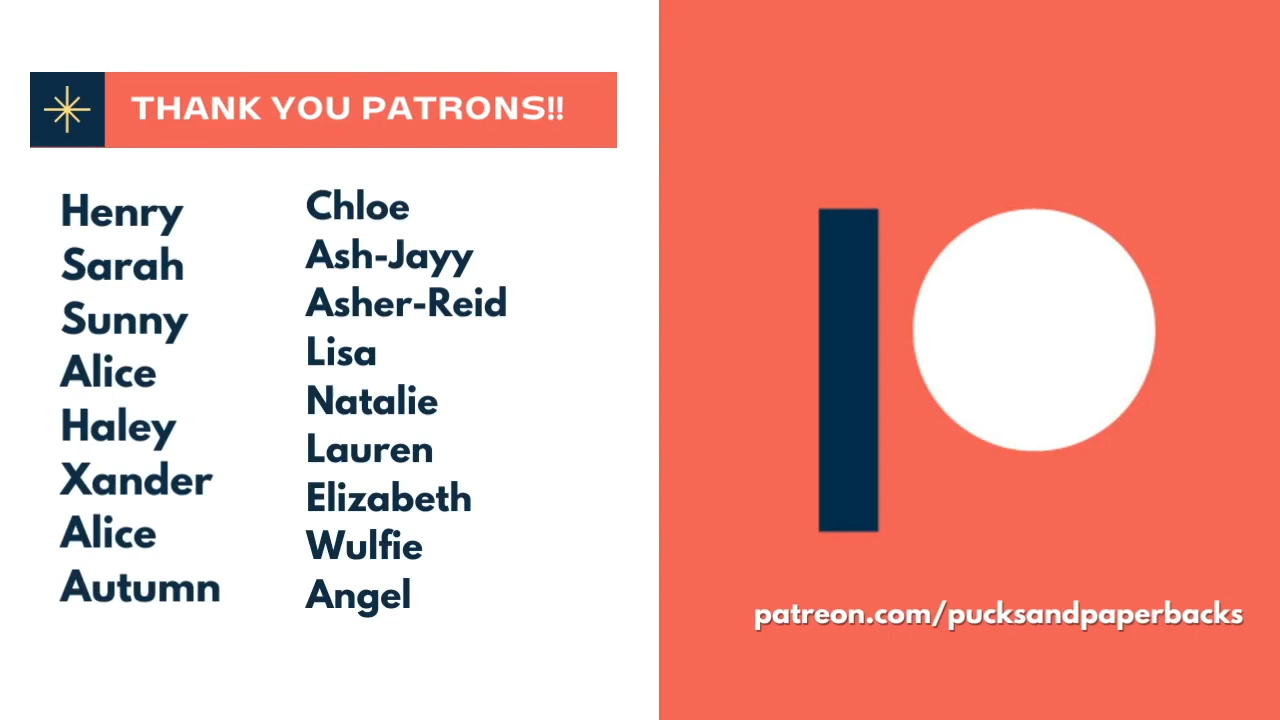 THANK YOU PATRONS!!
Henry
Sarah
Sunny
Alice
Haley
Xander
Alice
Autumn
Chloe
Ash-Jayy
Asher-Reid
Lisa
Natalie
Lauren
Elizabeth
Wulfie
Angel
patreon.com/pucksandpaperbacks